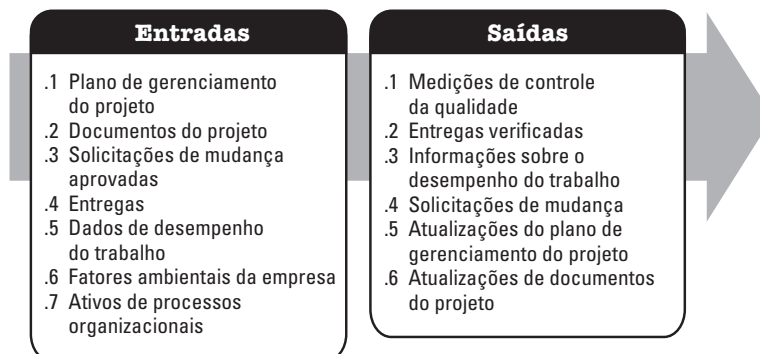 Entradas
.1 Plano de gerenciamento
do projeto
.2 Documentos do projeto
.3 Solicitações de mudança
aprovadas
.4 Entregas
.5 Dados de desempenho
do trabalho
.6 Fatores ambientais da empresa
.7 Ativos de processos
organizacionais
Saídas
.1 Medições de controle
da qualidade
.2 Entregas verificadas
.3 Informações sobre o
desempenho do trabalho
.4 Solicitações de mudança
.5 Atualizações do plano de
gerenciamento do projeto
.6 Atualizações de documentos
do projeto